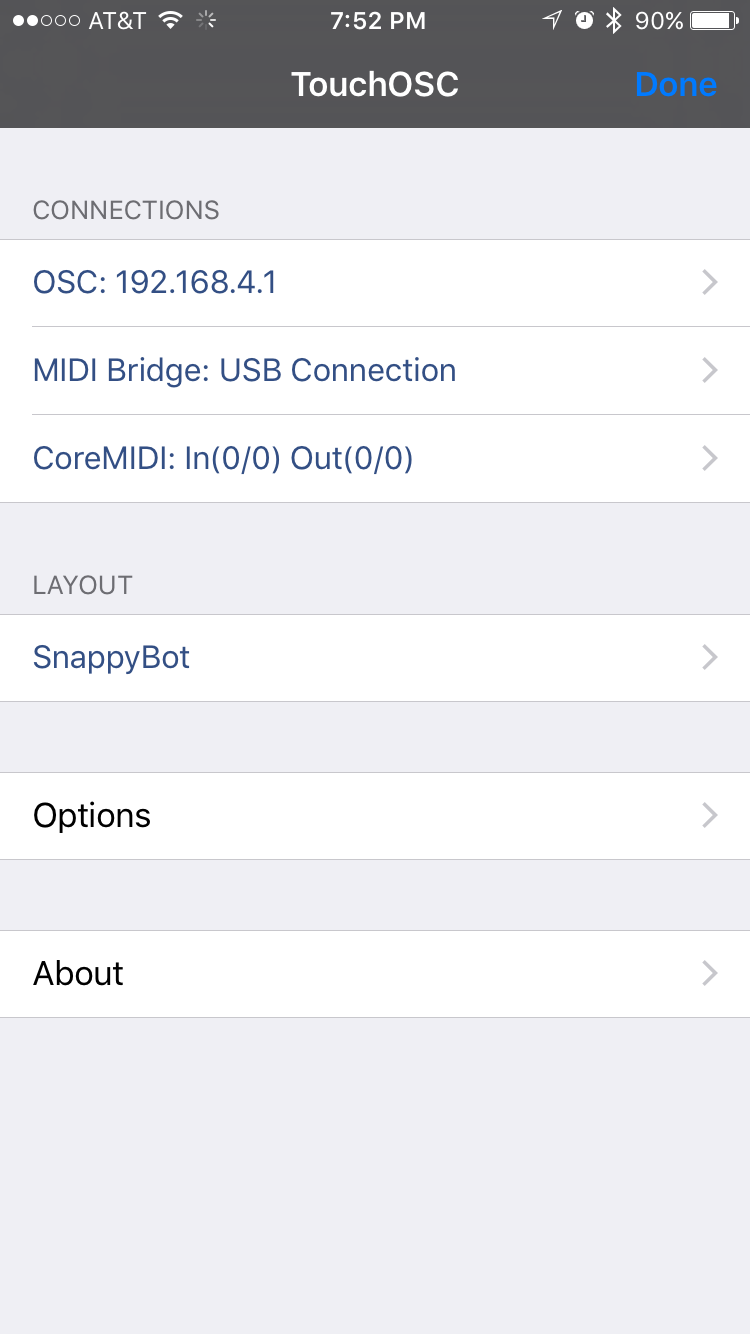 AT&T 7:52 PM 90%
TouchOSC Done
CONNECTIONS
OSC: 192.168.4.1
MIDI Bridge: USB Connection
CoreMIDI: In(0/0) Out(0/0)
LAYOUT
SnappyBot
Options
About